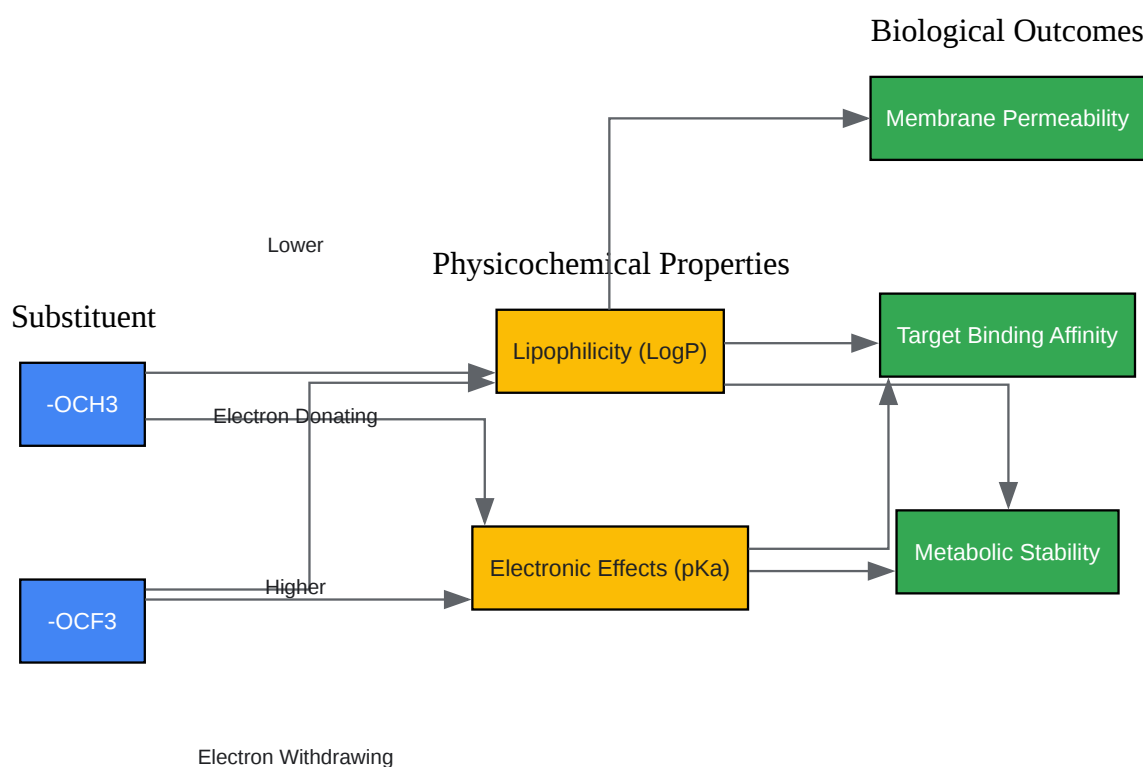 Biological Outcomes
Membrane Permeability
Lower
Physicochemical Properties
Substituent
Lipophilicity (LogP)
Target Binding Affinity
-OCH3
Electron Donating
Electronic Effects (pKa)
Metabolic Stability
Higher
-OCF3
Electron Withdrawing